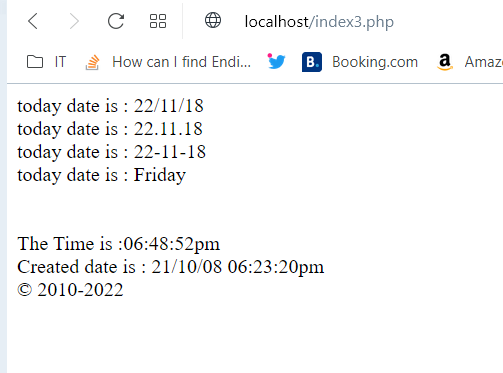 localhost/index3.php
IT How can I find Endi... B. Booking.com a Amaz
today date is : 22/11/18
today date is : 22.11.18
today date is : 22-11-18
today date is : Friday
The Time is :06:48:52pm
Created date is : 21/10/08 06:23:20pm
© 2010-2022